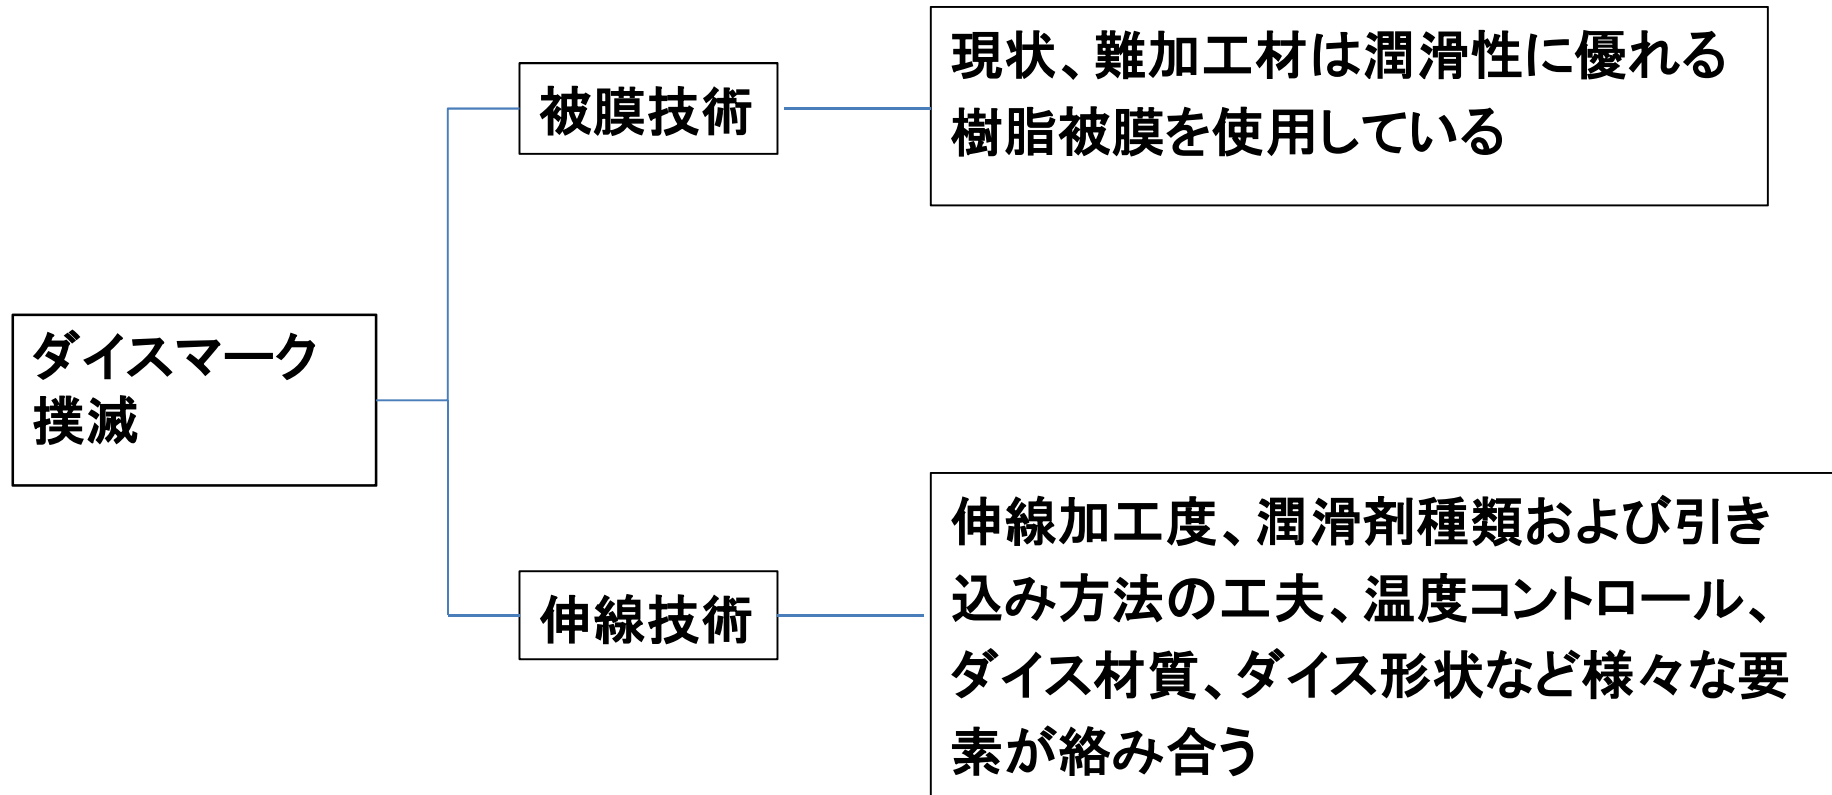 ダイスマーク
撲滅
被膜技術
現状、難加工材は潤滑性に優れる
樹脂被膜を使用している
伸線技術
伸線加工度、潤滑剤種類および引き
込み方法の工夫、温度コントロール、
ダイス材質、ダイス形状など様々な要
素が絡み合う